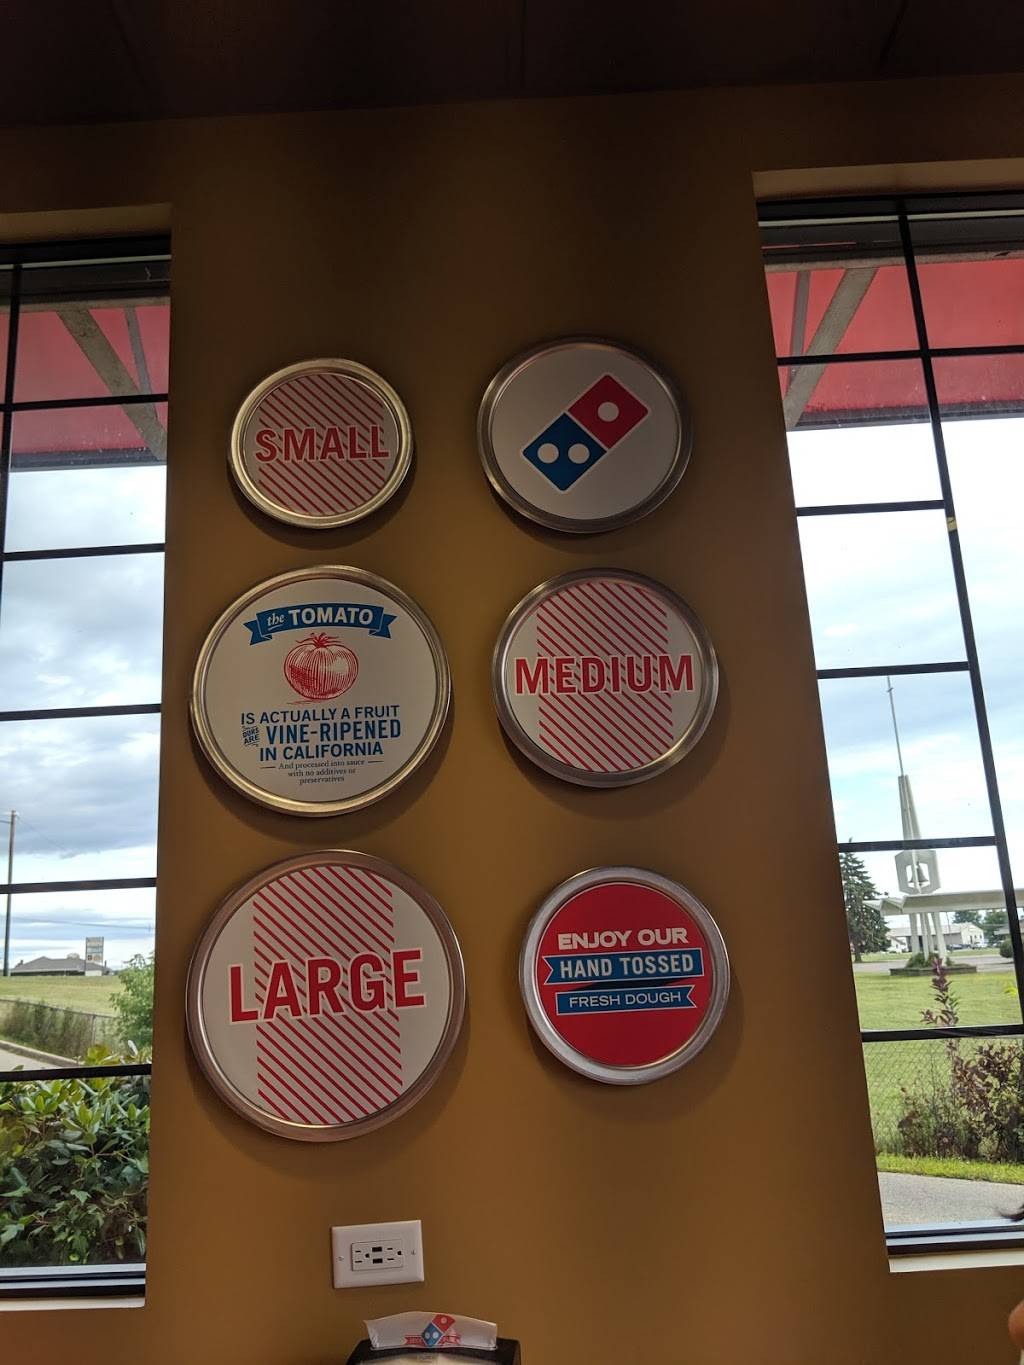 SMALL
the TOMATO
IS ACTUALLY A FRUIT
OURS ARE VINE-RIPENED
IN CALIFORNIA
And processed into sauce
with no additives or
preservatives
MEDIUM
LARGE
ENJOY OUR
HAND TOSSED
FRESH DOUGH